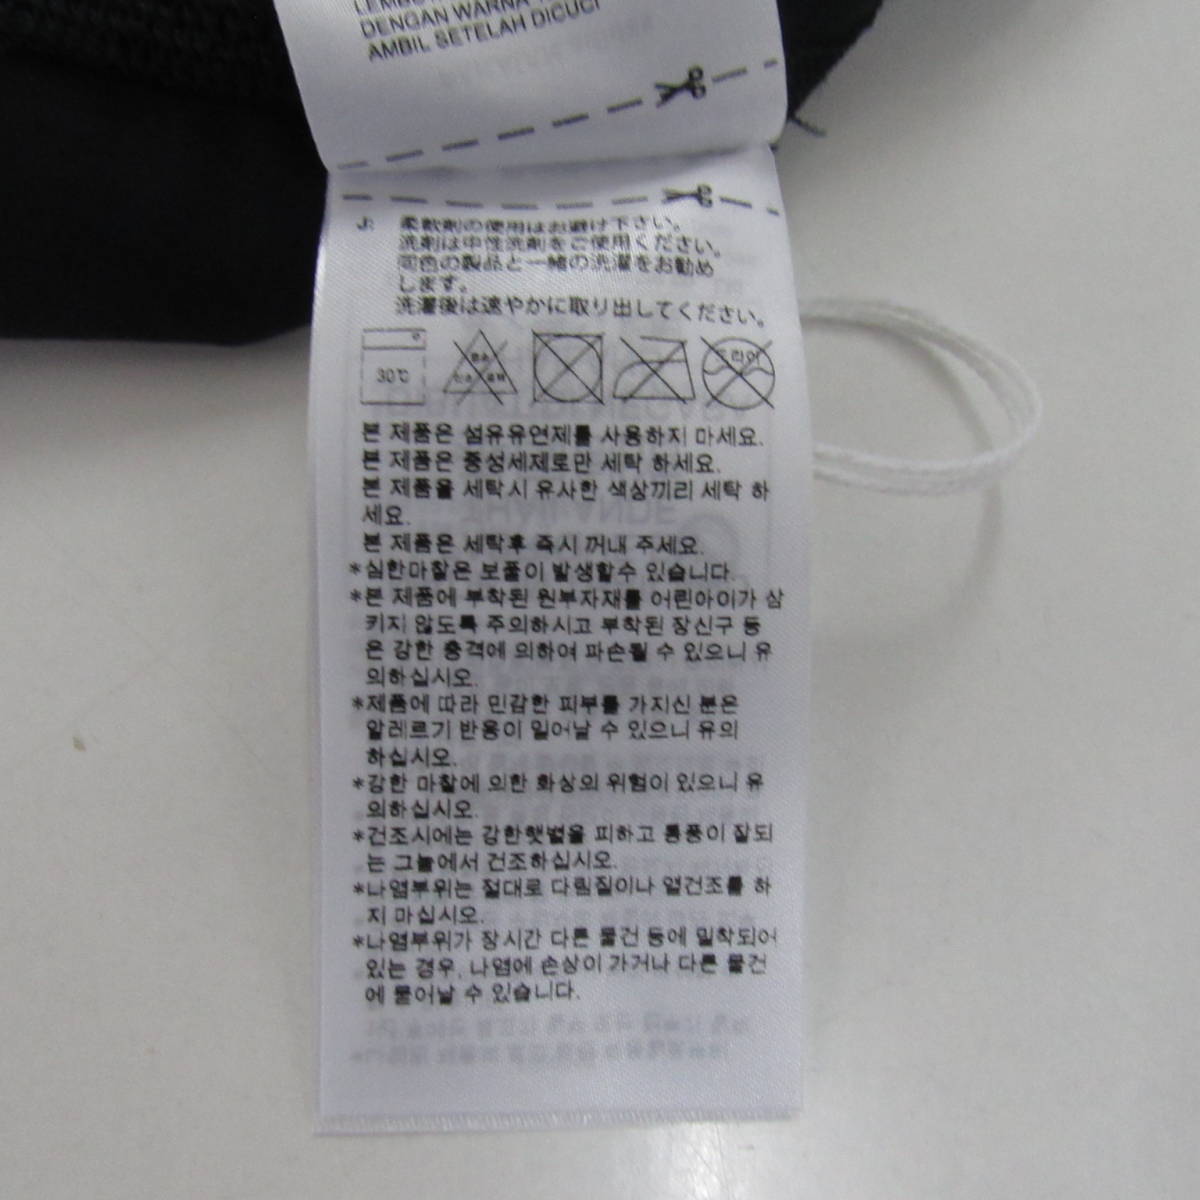 DENGAN WARNA
AMBIL SETELAH DICUCI
柔軟剤の使用はお避け下さい。
洗剤は中性洗剤をご使用ください。
同色の製品と一緒の洗濯をお勧め
します。
洗濯後は速やかに取り出してください。
30℃
드라이
본 제품은 섬유유연제를 사용하지 마세요.
본 제품은 중성세제로만 세탁 하세요.
본 제품을 세탁시 유사한 색상끼리 세탁 하
세요.
본 제품은 세탁후 즉시 꺼내 주세요.
*심한마찰은 보풀이 발생할수 있습니다.
*본 제품에 부착된 원부자재를 어린아이가 삼
키지 않도록 주의하시고 부착된 장신구 등
은 강한 충격에 의하여 파손될 수 있으니 유
의하십시오.
*제품에 따라 민감한 피부를 가지신 분은
알레르기 반응이 일어날 수 있으니 유의
하십시오.
*강한 마찰에 의한 화상의 위험이 있으니 유
의하십시오.
*건조시에는 강한햇볕을 피하고 통풍이 잘되
는 그늘에서 건조하십시오.
*나염부위는 절대로 다림질이나 열건조를 하
지 마십시오.
*나염부위가 장시간 다른 물건 등에 밀착되어
있는 경우, 나염에 손상이 가거나 다른 물건
에 묻어날 수 있습니다.